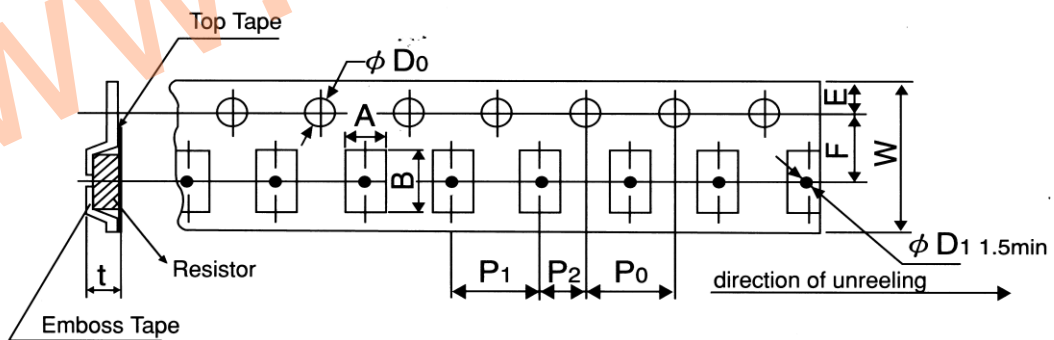 Top Tape
φ D0
A
B
E
F
W
φ D1 1.5min
P1
P2
P0
direction of unreeling
t
Resistor
Emboss Tape